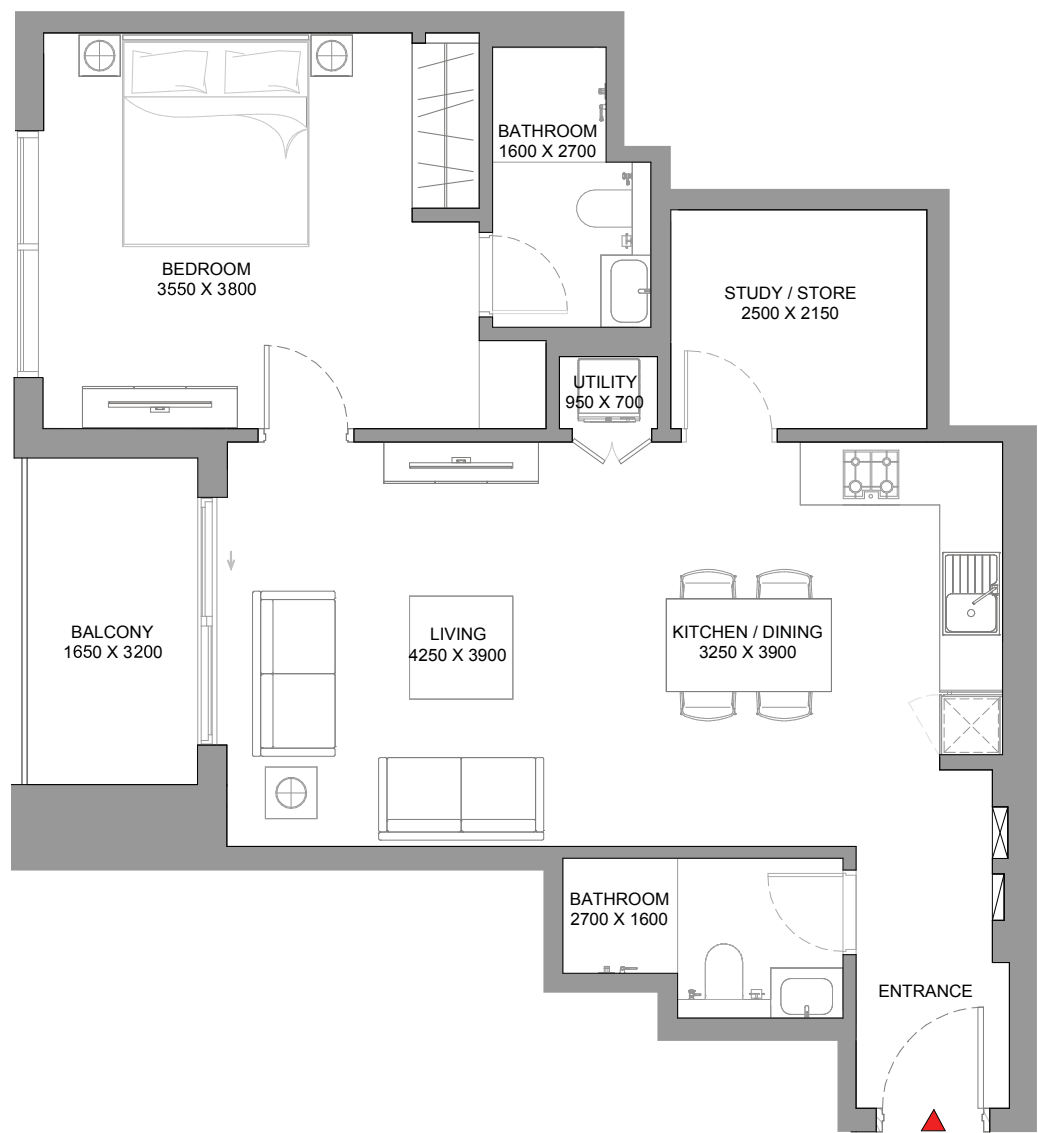 BATHROOM
1600 X 2700
BEDROOM
3550 X 3800
STUDY / STORE
2500 X 2150
UTILITY
950 X 700
BALCONY
1650 X 3200
LIVING
4250 X 3900
KITCHEN / DINING
3250 X 3900
BATHROOM
2700 X 1600
ENTRANCE